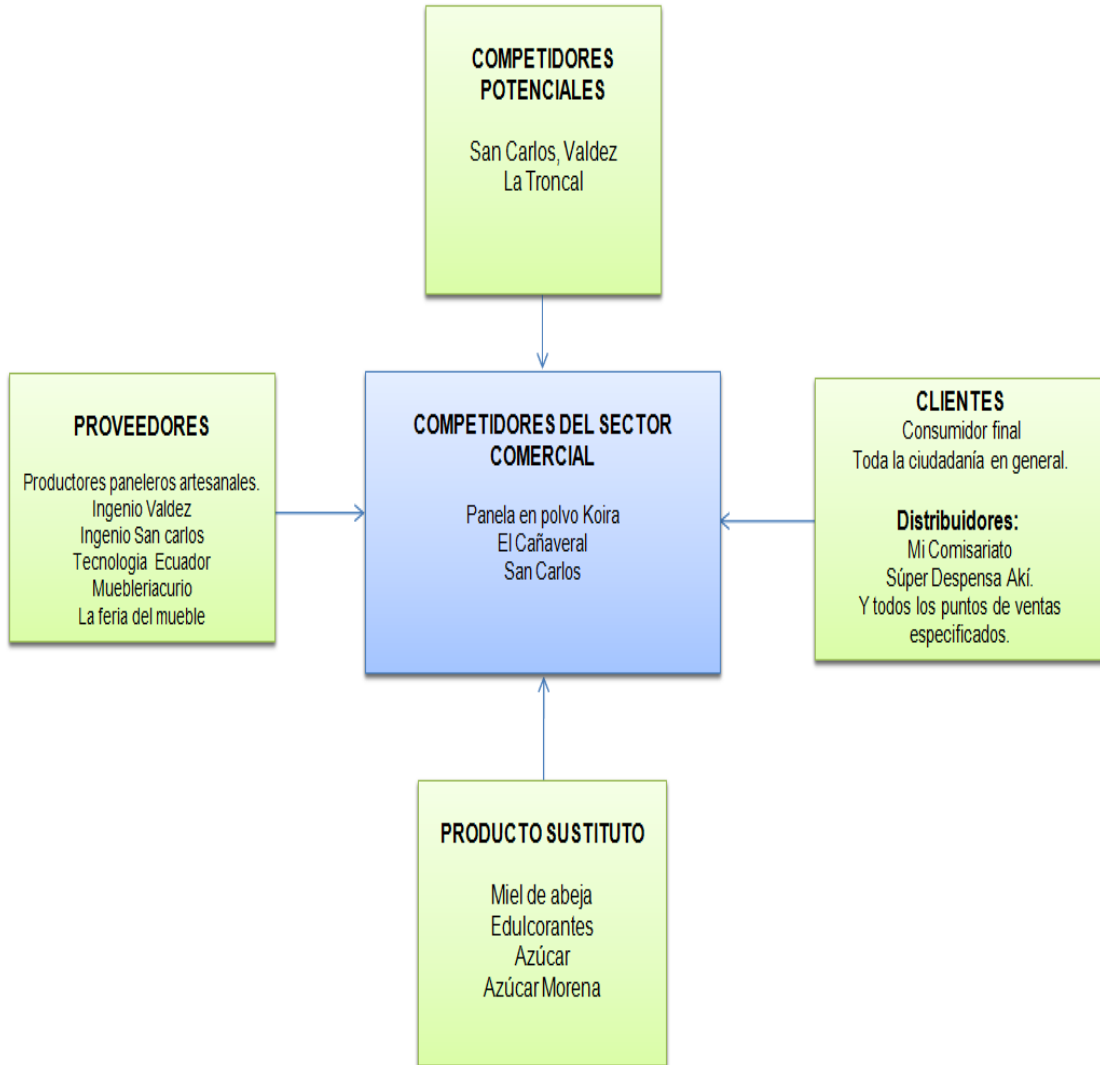 COMPETIDORES
POTENCIALES
San Carlos, Valdez
La Troncal
PROVEEDORES
Productores paneleros artesanales.
Ingenio Valdez
Ingenio San carlos
Tecnologia Ecuador
Muebleriacurio
La feria del mueble
COMPETIDORES DEL SECTOR
COMERCIAL
Panela en polvo Koira
El Cañaveral
San Carlos
CLIENTES
Consumidor final
Toda la ciudadanía en general.
Distribuidores:
Mi Comisariato
Súper Despensa Akí.
Y todos los puntos de ventas
especificados.
PRODUCTO SUSTITUTO
Miel de abeja
Edulcorantes
Azúcar
Azúcar Morena